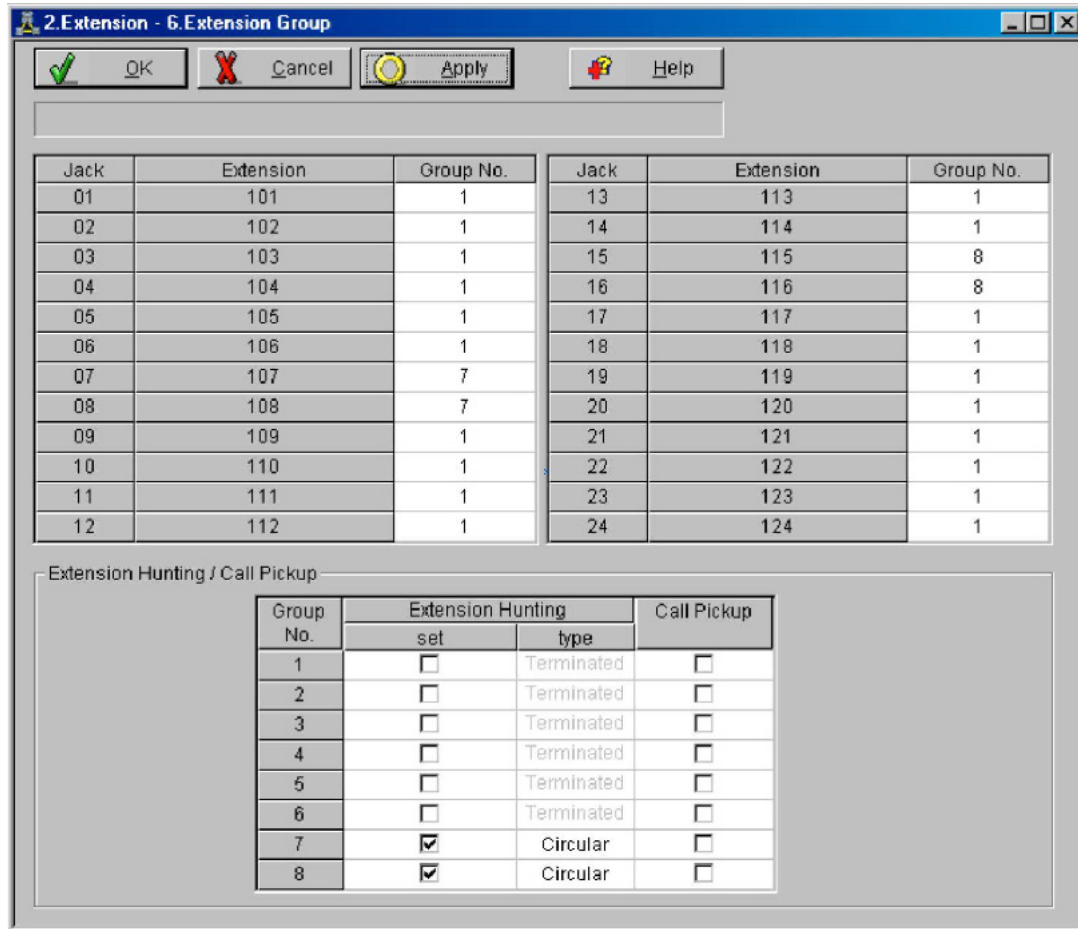 2.Extension - 6.Extension Group
OK Cancel Apply Help
Jack Extension Group No. Jack Extension Group No.
01 101 1 13 113 1
02 102 1 14 114 1
03 103 1 15 115 8
04 104 1 16 116 8
05 105 1 17 117 1
06 106 1 18 118 1
07 107 7 19 119 1
08 108 7 20 120 1
09 109 1 21 121 1
10 110 1 22 122 1
11 111 1 23 123 1
12 112 1 24 124 1
Extension Hunting / Call Pickup
Group No. Extension Hunting Call Pickup
set type
1 Terminated
2 Terminated
3 Terminated
4 Terminated
5 Terminated
6 Terminated
7 Circular
8 Circular